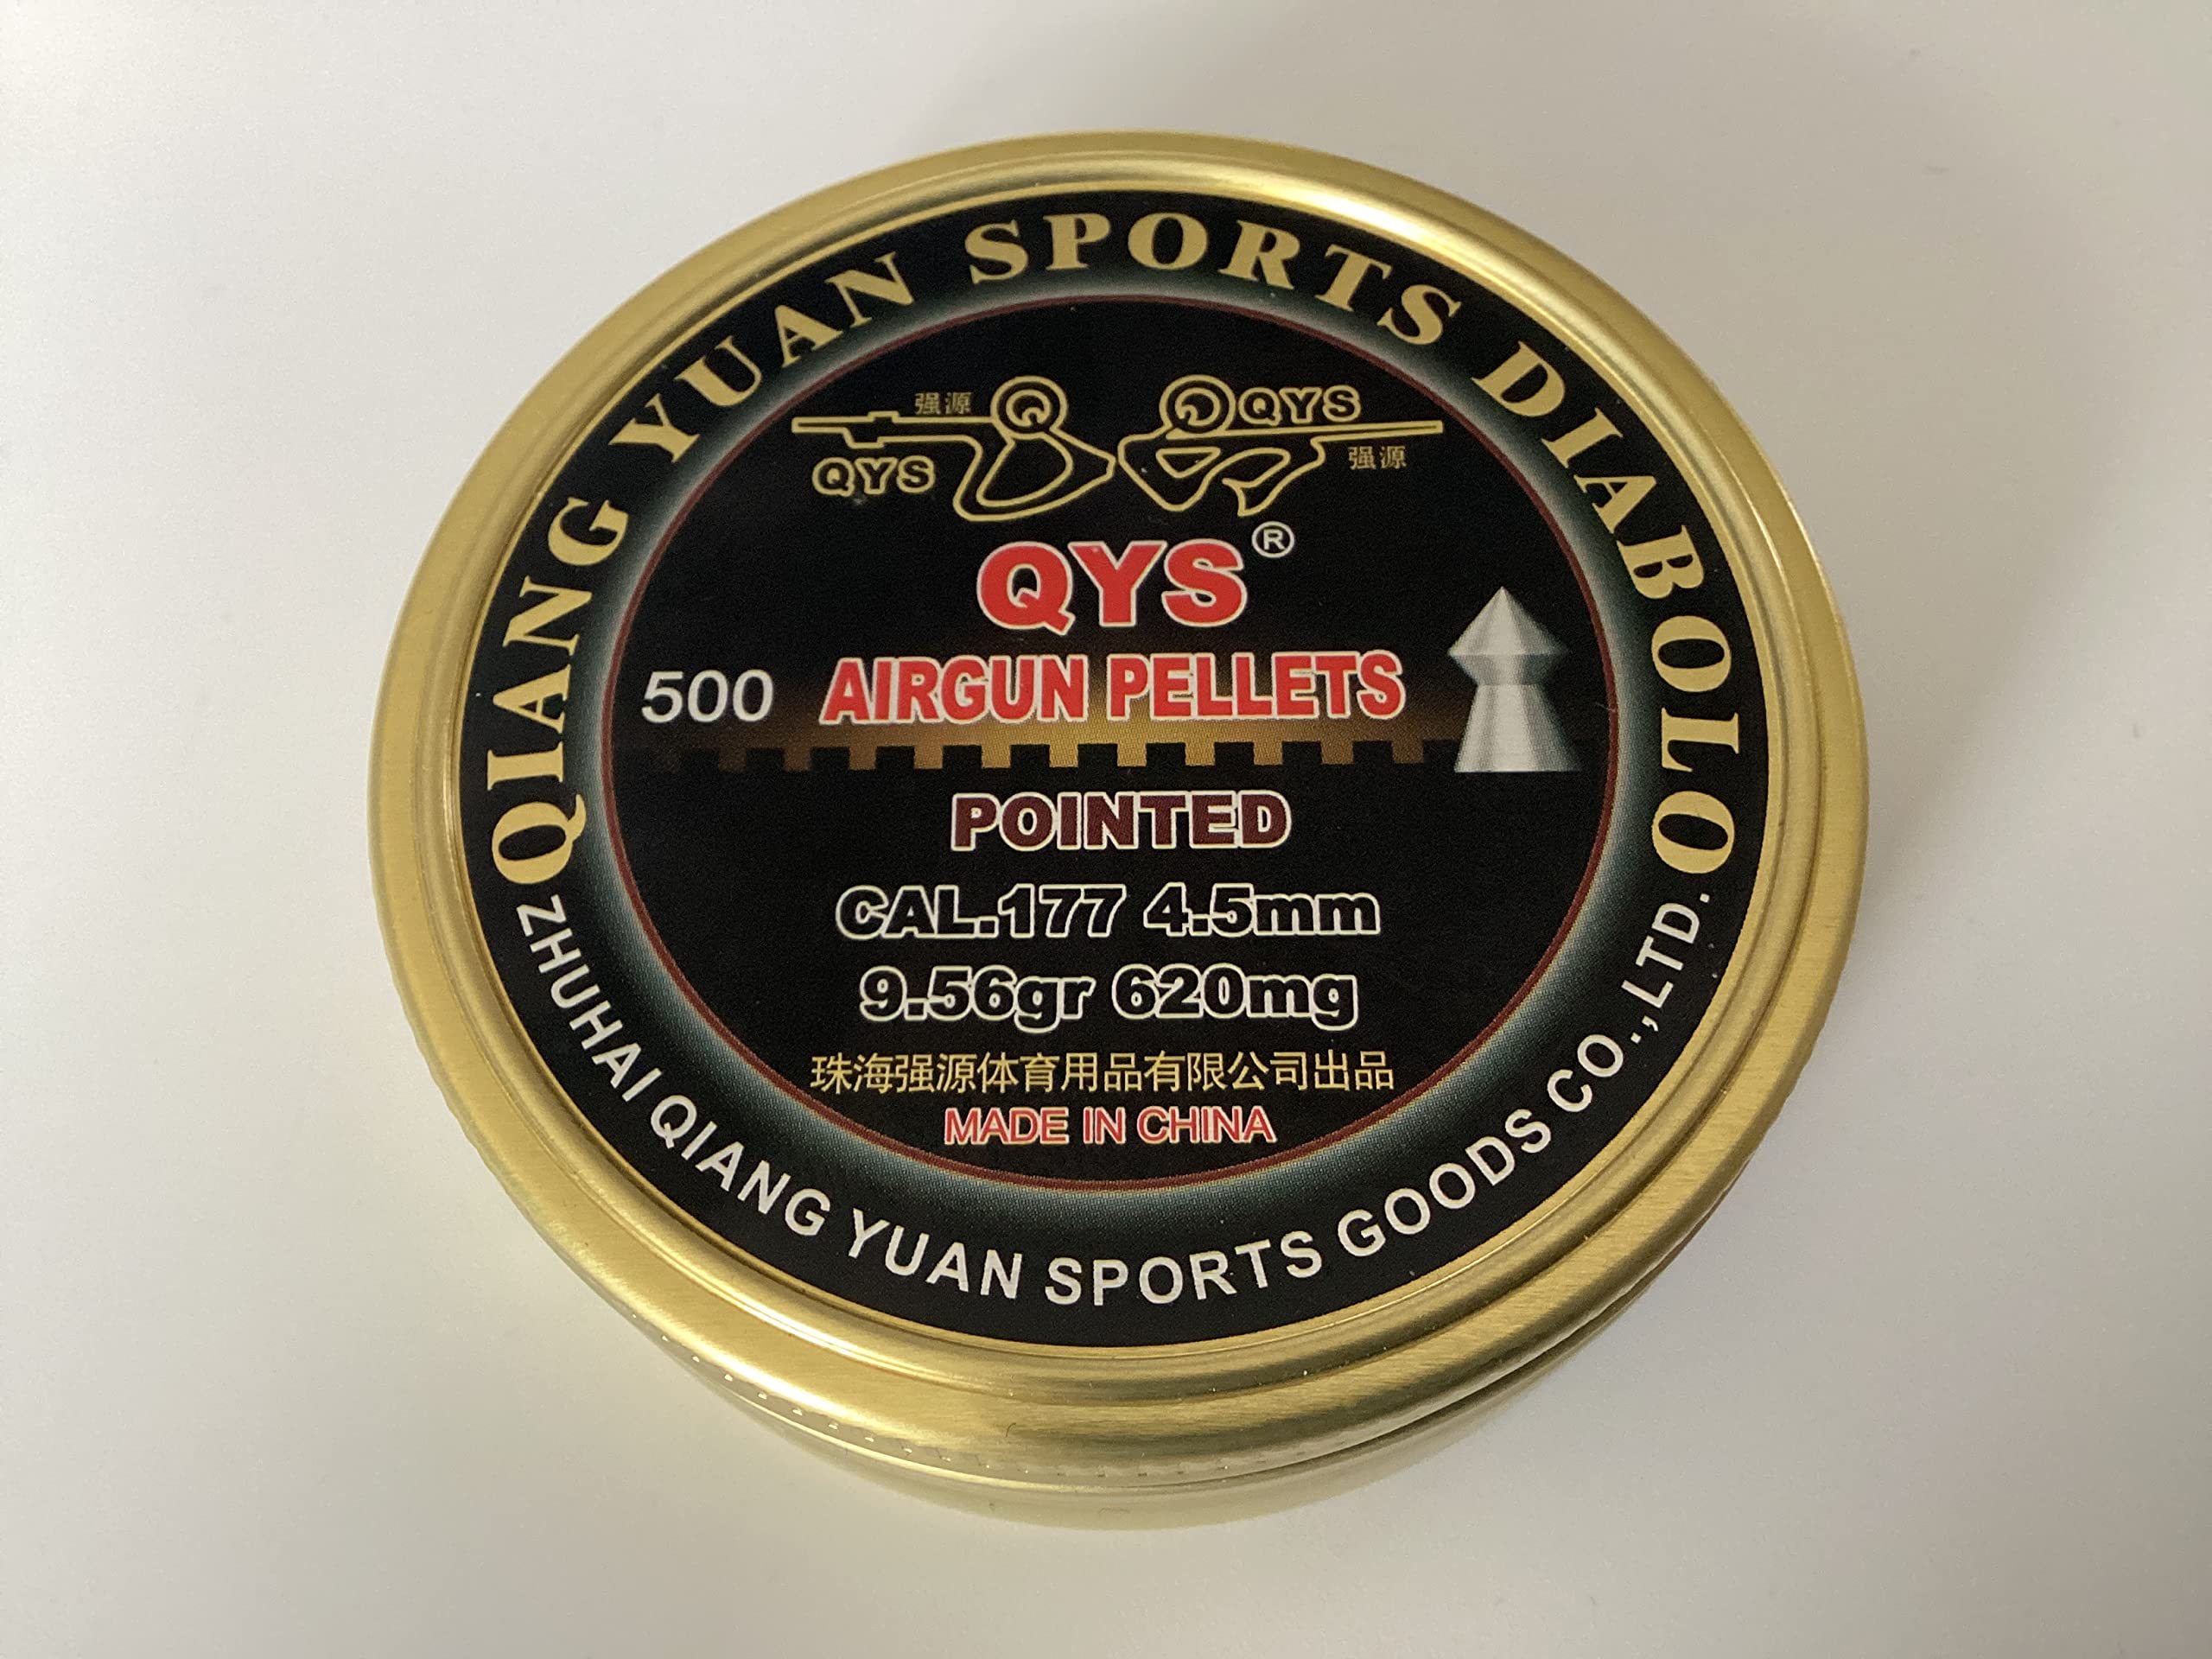 QIANG YUAN SPORTS DIABOLO
强源
QYS
QYS
强源
QYS®
500 AIRGUN PELLETS
POINTED
CAL.177 4.5mm
9.56gr 620mg
珠海强源体育用品有限公司出品
MADE IN CHINA
ZHUHAI QIANG YUAN SPORTS GOODS CO.,LTD.